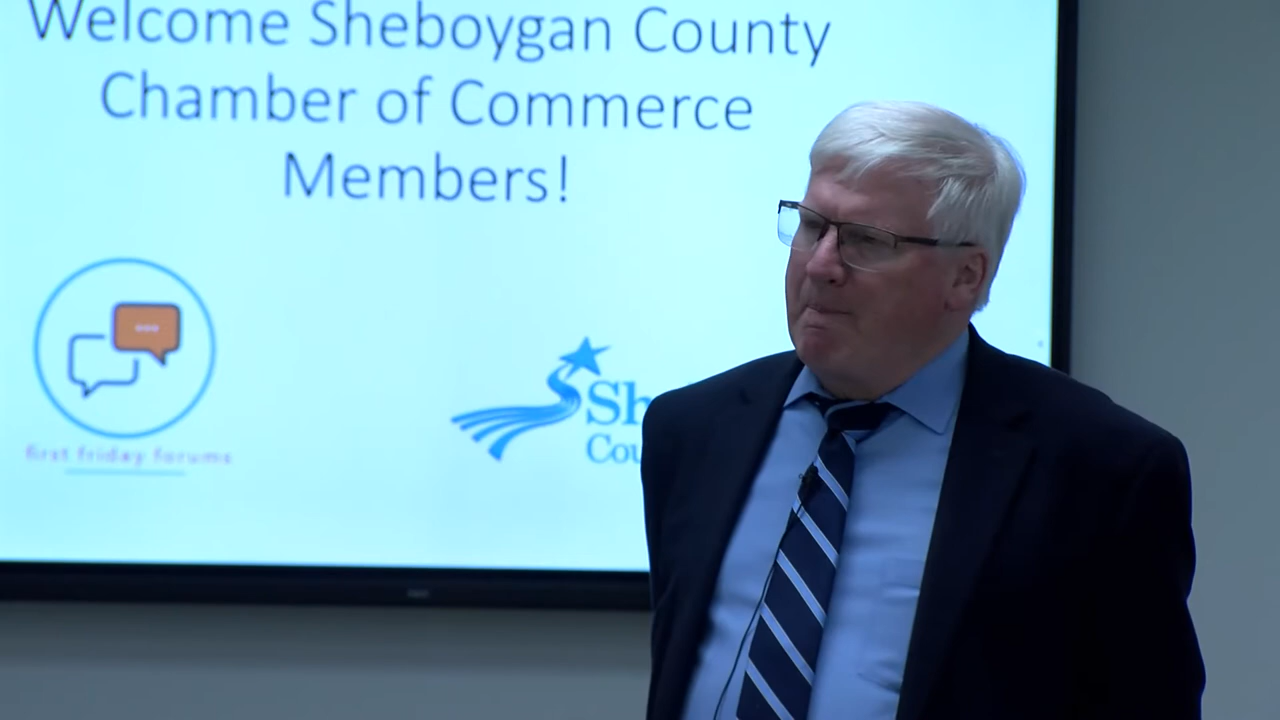 Welcome Sheboygan County
Chamber of Commerce
Members!
first friday forums
Sh
Cou